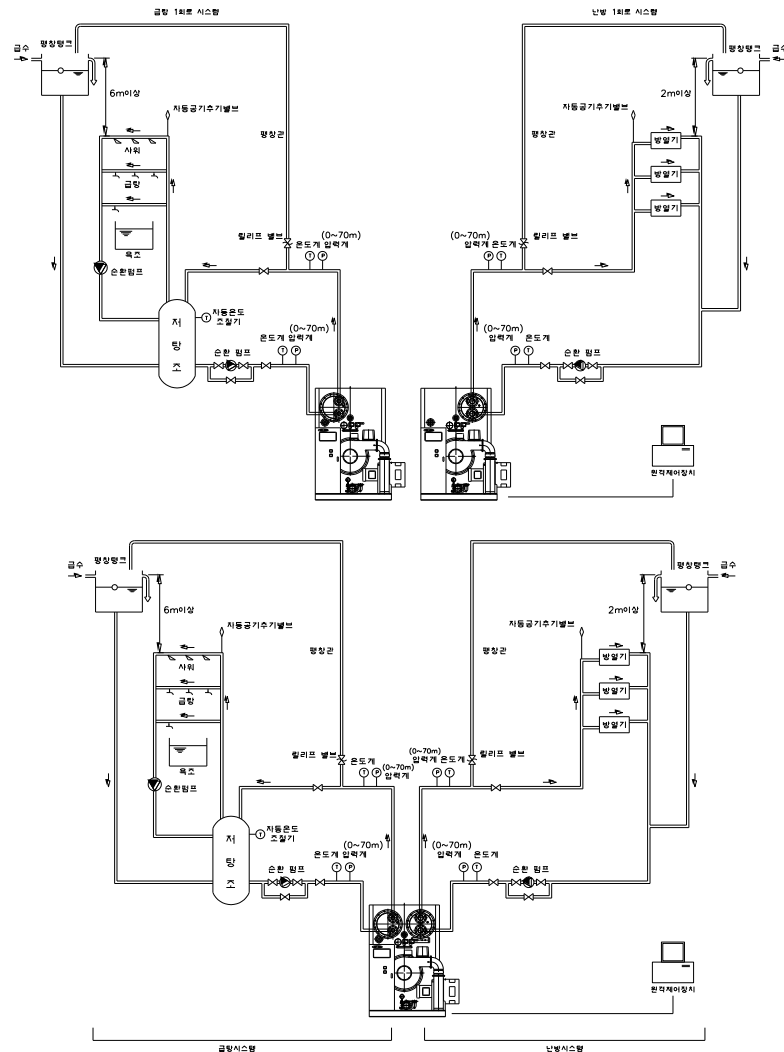 급탕 1회로 시스템
난방 1회로 시스템
급수
팽창탱크
6m이상
자동공기추기밸브
팽창관
샤워
급탕
욕조
순환펌프
릴리프 밸브
(0~70m)
온도계 압력계
저
탕
조
자동온도
조절기
순환 펌프
(0~70m)
온도계 압력계
팽창탱크
급수
2m이상
자동공기추기밸브
팽창관
방열기
방열기
방열기
릴리프 밸브
(0~70m)
압력계 온도계
(0~70m)
압력계 온도계
순환 펌프
원격제어장치
급수
팽창탱크
6m이상
자동공기추기밸브
팽창관
샤워
급탕
욕조
순환펌프
릴리프 밸브
온도계
(0~70m)
압력계
저
탕
조
자동온도
조절기
순환 펌프
(0~70m)
온도계 압력계
팽창탱크
급수
2m이상
자동공기추기밸브
팽창관
방열기
방열기
방열기
릴리프 밸브
(0~70m)
압력계 온도계
(0~70m)
압력계 온도계
순환 펌프
원격제어장치
급탕시스템
난방시스템
T P
P T
T
T P
P T
T P
P T
T
T P
P T